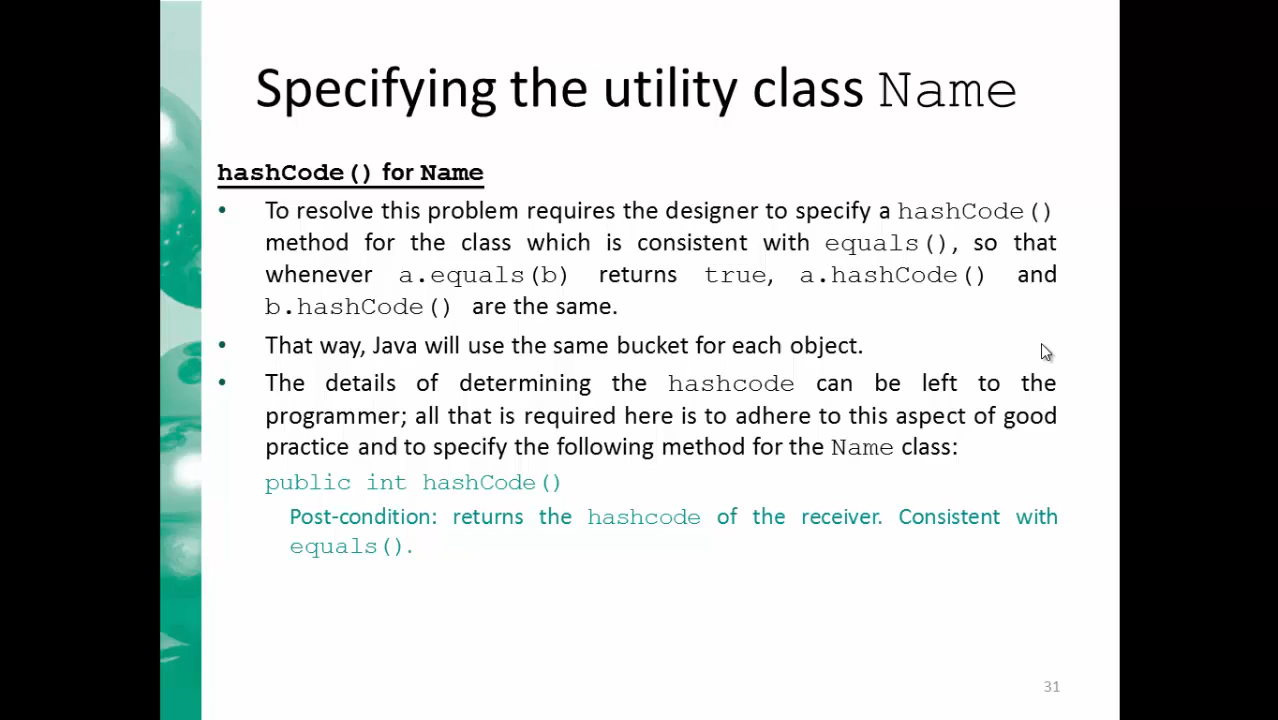 Specifying the utility class Name
hashCode() for Name
• To resolve this problem requires the designer to specify a hashCode()
method for the class which is consistent with equals(), so that
whenever a.equals(b) returns true, a.hashCode() and
b.hashCode() are the same.
• That way, Java will use the same bucket for each object.
• The details of determining the hashcode can be left to the
programmer; all that is required here is to adhere to this aspect of good
practice and to specify the following method for the Name class:
public int hashCode()
Post-condition: returns the hashcode of the receiver. Consistent with
equals().
31